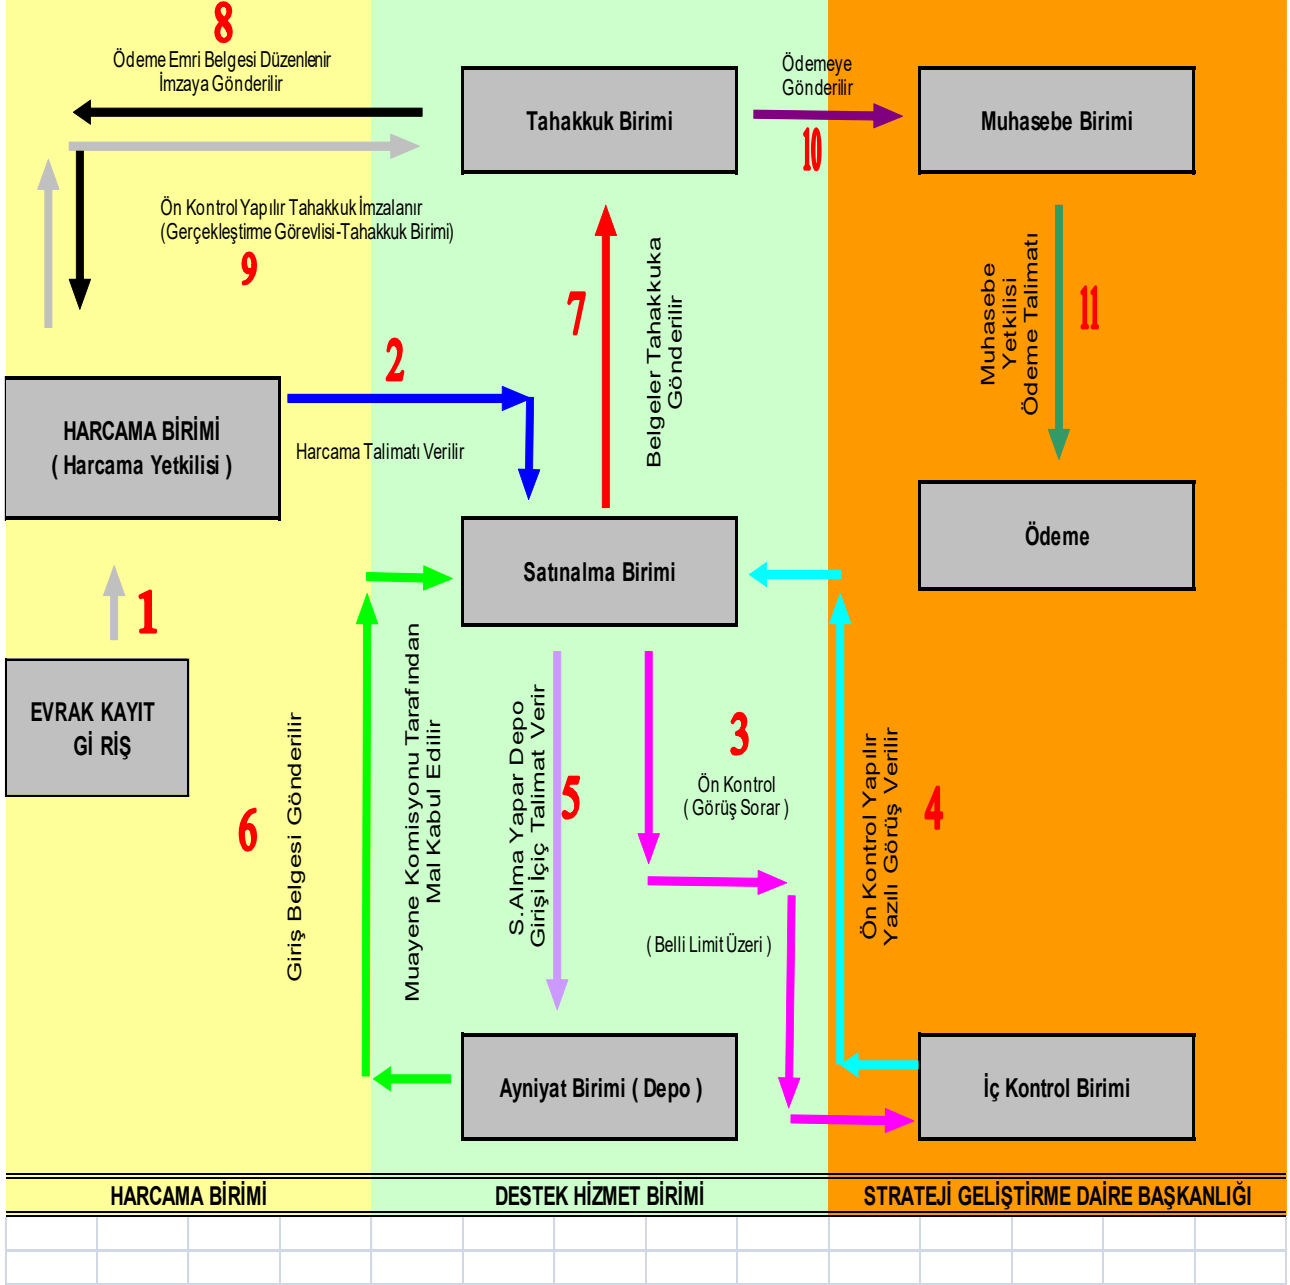 8
Ödeme Emri Belgesi Düzenlenir
İmzaya Gönderilir
Tahakkuk Birimi
Ödemeye
Gönderilir
10
Muhasebe Birimi
Ön Kontrol Yapılır Tahakkuk İmzalanır
(Gerçekleştirme Görevlisi-Tahakkuk Birimi)
9
7
Belgeler Tahakkuka
Gönderilir
Muhasebe
Yetkilisi
Ödeme Talimatı
11
2
HARCAMA BİRİMİ
( Harcama Yetkilisi )
Harcama Talimatı Verilir
Ödeme
Satınalma Birimi
1
EVRAK KAYIT
Gİ RİŞ
6
Giriş Belgesi Gönderilir
Muayene Komisyonu Tarafından
Mal Kabul Edilir
S.Alma Yapar Depo
Girişi İçiç Talimat Verir
5
3
Ön Kontrol
( Görüş Sorar )
( Belli Limit Üzeri )
Ön Kontrol Yapılır
Yazılı Görüş Verilir
4
Ayniyat Birimi ( Depo )
İç Kontrol Birimi
HARCAMA BİRİMİ
DESTEK HİZMET BİRİMİ
STRATEJİ GELİŞTİRME DAİRE BAŞKANLIĞI